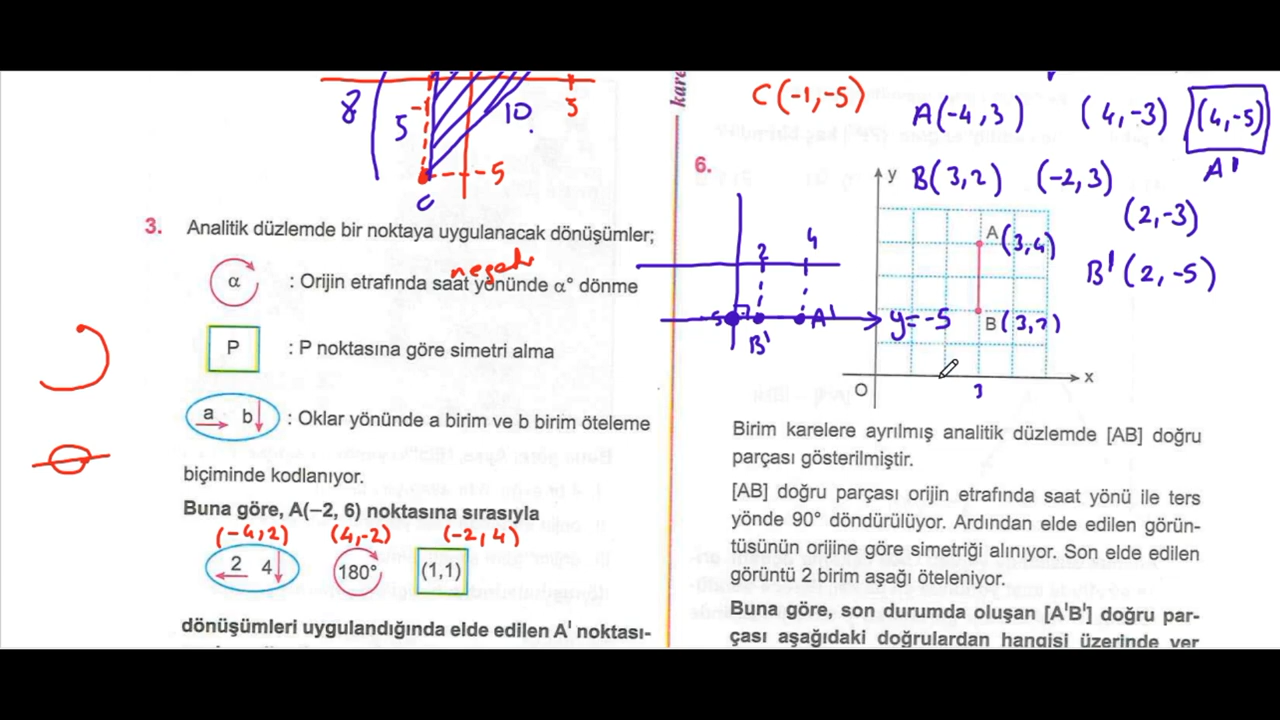 8
5
-1
10
5
-5
C
3.
Analitik düzlemde bir noktaya uygulanacak dönüşümler;
negatif
α : Orijin etrafında saat yönünde α° dönme
P : P noktasına göre simetri alma
a b : Oklar yönünde a birim ve b birim öteleme
biçiminde kodlanıyor.
Buna göre, A(−2, 6) noktasına sırasıyla
(-4,2) (4,-2) (-2,4)
2 4 180° (1,1)
dönüşümleri uygulandığında elde edilen Aᴵ noktası-
kare
C(-1,-5)
A(-4,3) (4,-3) (4,-5)
A'
B(3,2) (-2,3)
(2,-3)
B'(2,-5)
6.
y
A (3,4)
B (3,2)
O
3
x
2 4
-5
B' A'
y=-5
Birim karelere ayrılmış analitik düzlemde [AB] doğru
parçası gösterilmiştir.
[AB] doğru parçası orijin etrafında saat yönü ile ters
yönde 90° döndürülüyor. Ardından elde edilen görün-
tüsünün orijine göre simetriği alınıyor. Son elde edilen
görüntü 2 birim aşağı öteleniyor.
Buna göre, son durumda oluşan [AᴵBᴵ] doğru par-
çası aşağıdaki doğrulardan hangisi üzerinde yer